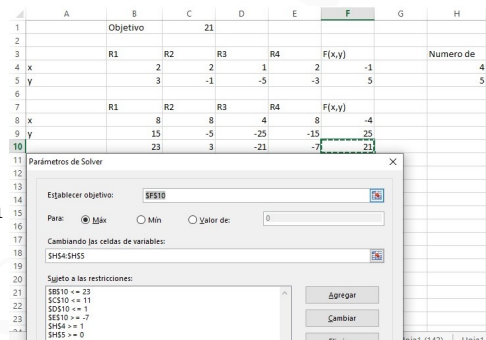 A B C D E F G H
1 Objetivo 21
2
3 R1 R2 R3 R4 F(x,y) Numero de
4 x 2 2 1 2 -1 4
5 y 3 -1 -5 -3 5 5
6
7 R1 R2 R3 R4 F(x,y)
8 x 8 8 4 8 -4
9 y 15 -5 -25 -15 25
10 23 3 -21 -7 21
11 Parámetros de Solver ×
12
13
14 Establecer objetivo: $F$10
15
16 Para: Máx Mín Valor de: 0
17 Cambiando las celdas de variables:
18 $H$4:$H$5
19
20 Sujeto a las restricciones:
21 $B$10 <= 23 Agregar
22 $C$10 <= 11
$D$10 <= 1
23 $E$10 >= -7 Cambiar
$H$4 >= 1
$H$5 >= 0